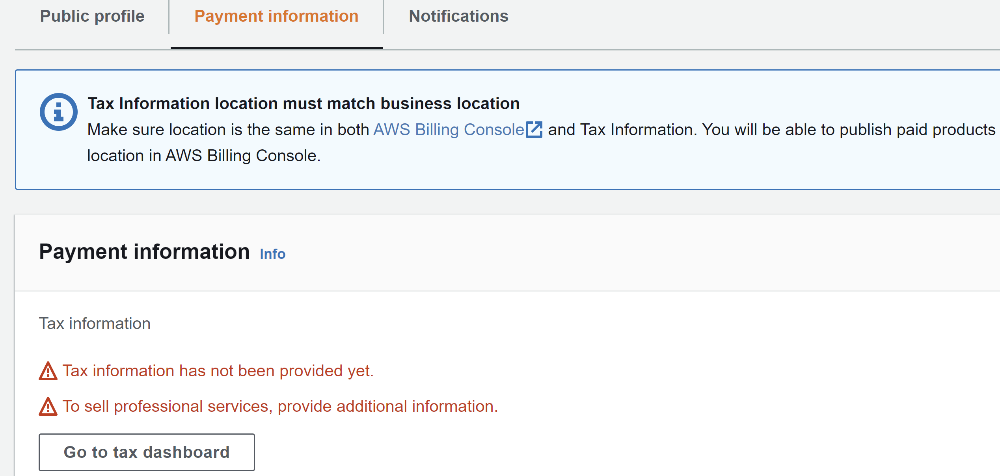 Public profile
Payment information
Notifications
Tax Information location must match business location
Make sure location is the same in both AWS Billing Console and Tax Information. You will be able to publish paid products
location in AWS Billing Console.
Payment information Info
Tax information
Tax information has not been provided yet.
To sell professional services, provide additional information.
Go to tax dashboard